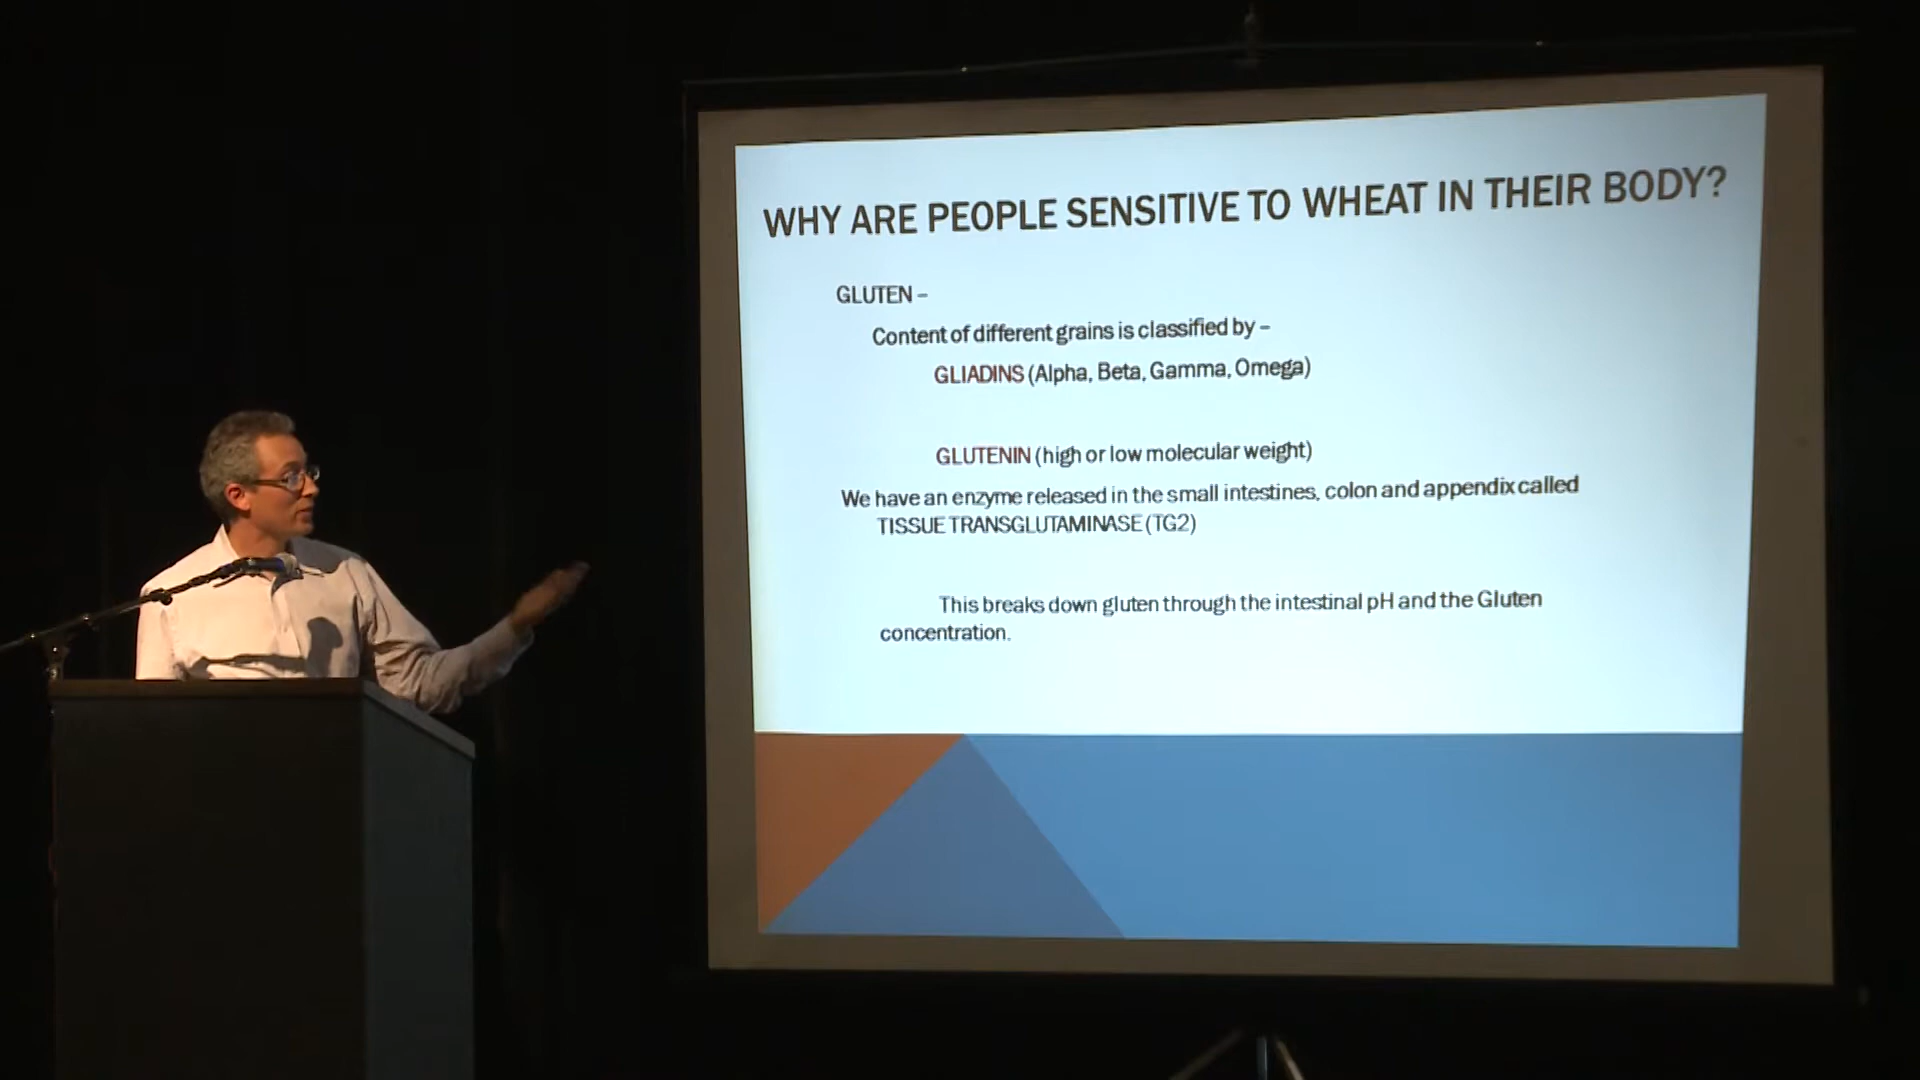 WHY ARE PEOPLE SENSITIVE TO WHEAT IN THEIR BODY?
GLUTEN –
Content of different grains is classified by –
GLIADINS (Alpha, Beta, Gamma, Omega)
GLUTENIN (high or low molecular weight)
We have an enzyme released in the small intestines, colon and appendix called
TISSUE TRANSGLUTAMINASE (TG2)
This breaks down gluten through the intestinal pH and the Gluten
concentration.